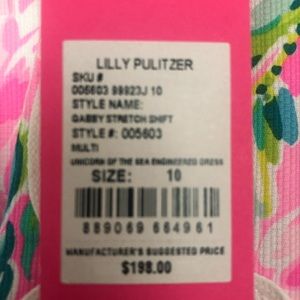 LILLY PULITZER
SKU #
005603 99923J 10
STYLE NAME:
GABBY STRETCH SHIFT
STYLE #: 005603
MULTI
UNICORN OF THE SEA ENGINEERED DRESS
SIZE: 10
889069 664961
MANUFACTURER'S SUGGESTED PRICE
$198.00